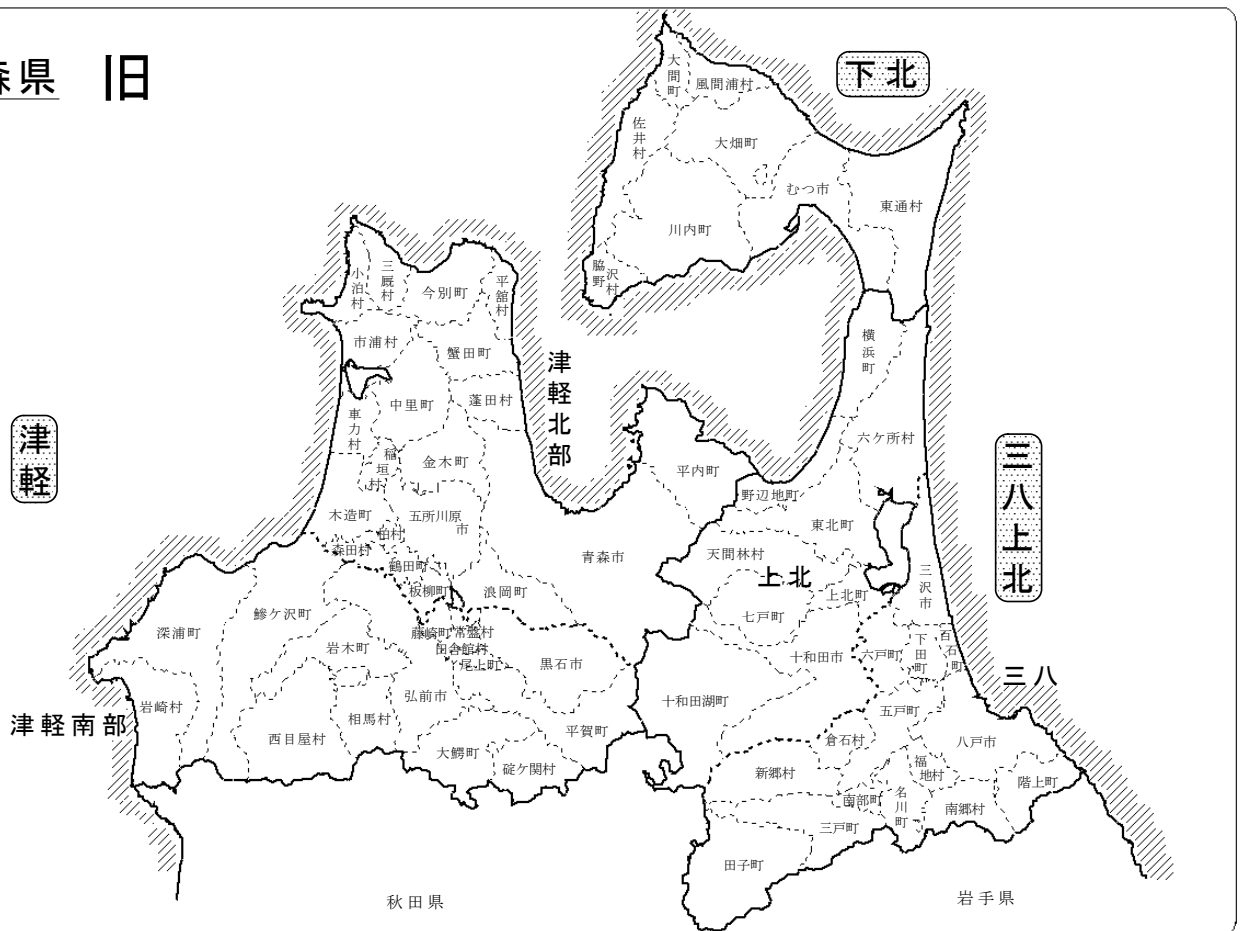 森県 旧
下北
大間町
風間浦村
佐井村
大畑町
むつ市
東通村
川内町
脇野沢村
小泊村
三厩村
今別町
平舘村
市浦村
蟹田町
津軽北部
横浜町
津軽
中里町
蓬田村
車力村
六ケ所村
三八上北
稲垣村
金木町
平内町
野辺地町
木造町
五所川原市
東北町
柏村
森田村
青森市
天間林村
鶴田町
上北
三沢市
板柳町
浪岡町
上北町
鰺ケ沢町
七戸町
深浦町
藤崎町
常盤村
田舎館村
尾上町
岩木町
黒石市
十和田市
六戸町
下田町
百石町
三八
弘前市
十和田湖町
岩崎村
津軽南部
相馬村
五戸町
西目屋村
平賀町
大鰐町
倉石村
八戸市
碇ケ関村
新郷村
福地村
階上町
南部町
名川町
南郷村
三戸町
田子町
秋田県
岩手県